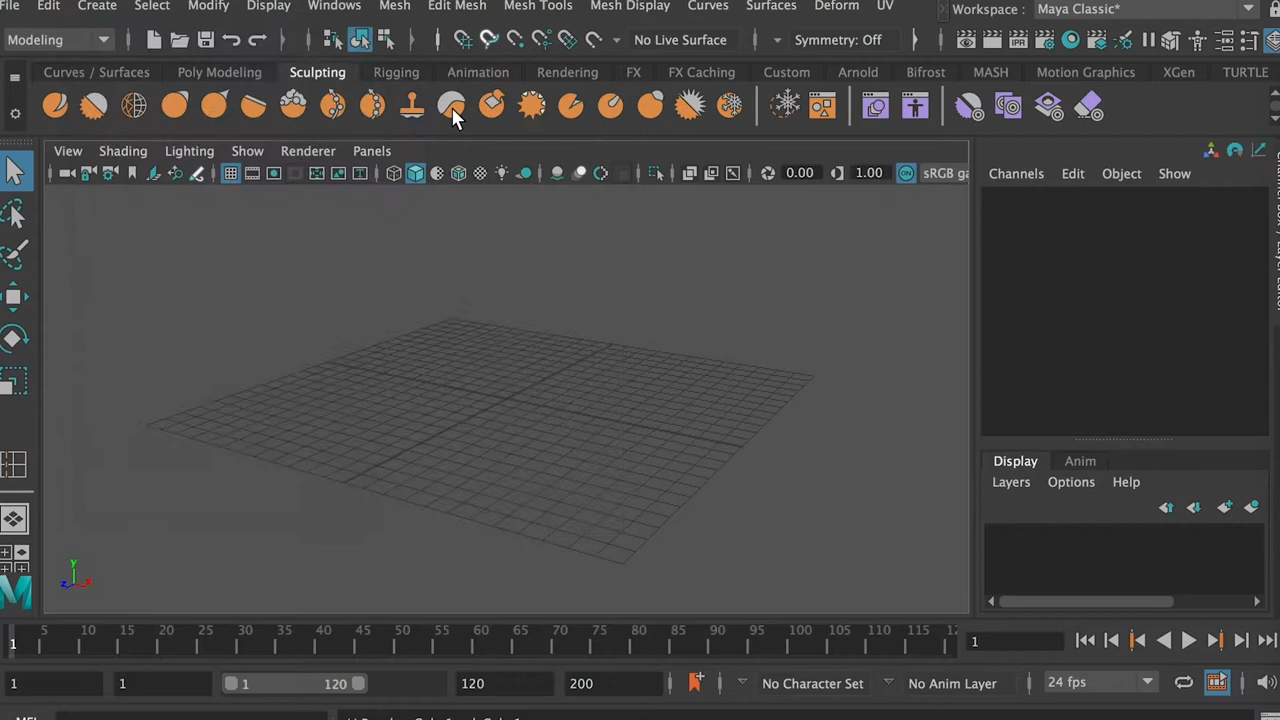 File Edit Create Select Modify Display Windows Mesh Edit Mesh Mesh Tools Mesh Display Curves Surfaces Deform UV Workspace: Maya Classic*
Modeling No Live Surface Symmetry: Off
Curves / Surfaces Poly Modeling Sculpting Rigging Animation Rendering FX FX Caching Custom Arnold Bifrost MASH Motion Graphics XGen TURTLE
View Shading Lighting Show Renderer Panels
0.00 1.00 ON sRGB ga
Channels Edit Object Show
Display Anim
Layers Options Help
y
z x
M
5 10 15 20 25 30 35 40 45 50 55 60 65 70 75 80 85 90 95 100 105 110 115 12
1 1
1 1 1 120 120 200 No Character Set No Anim Layer 24 fps